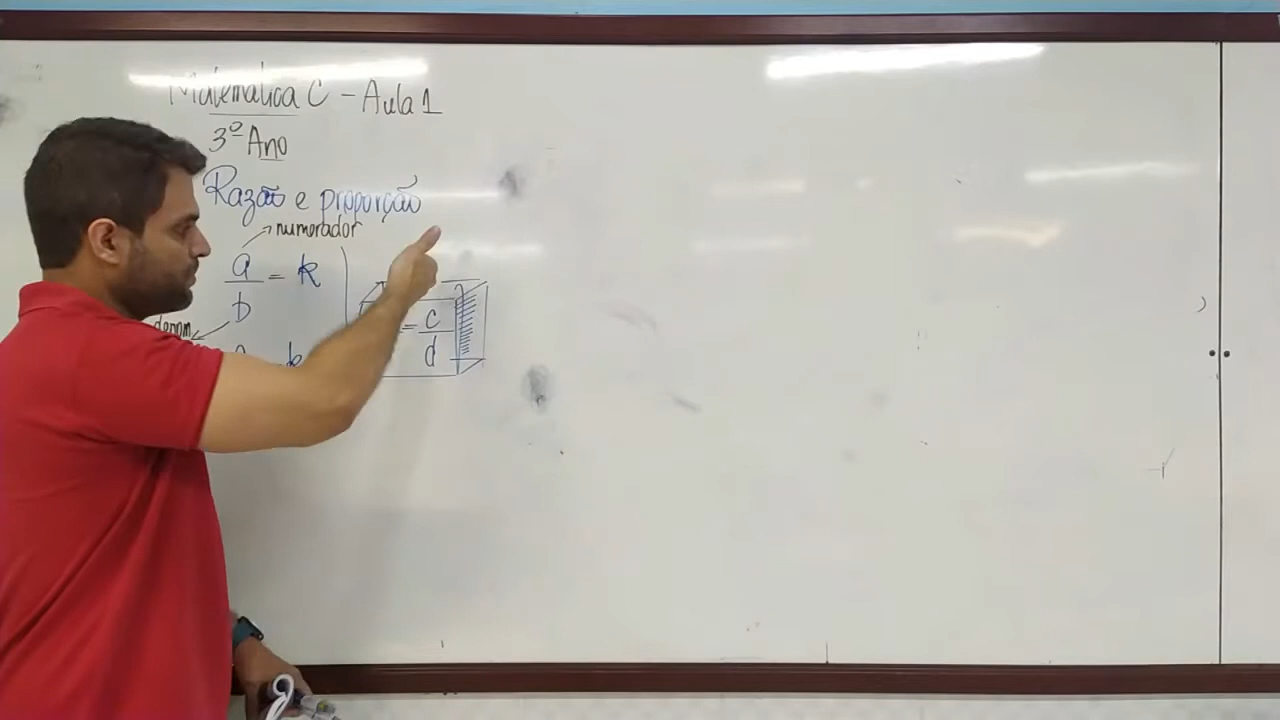 Matemática C - Aula 1
3º Ano
Razão e proporção
numerador
a/b = k
denom
k
= c/d